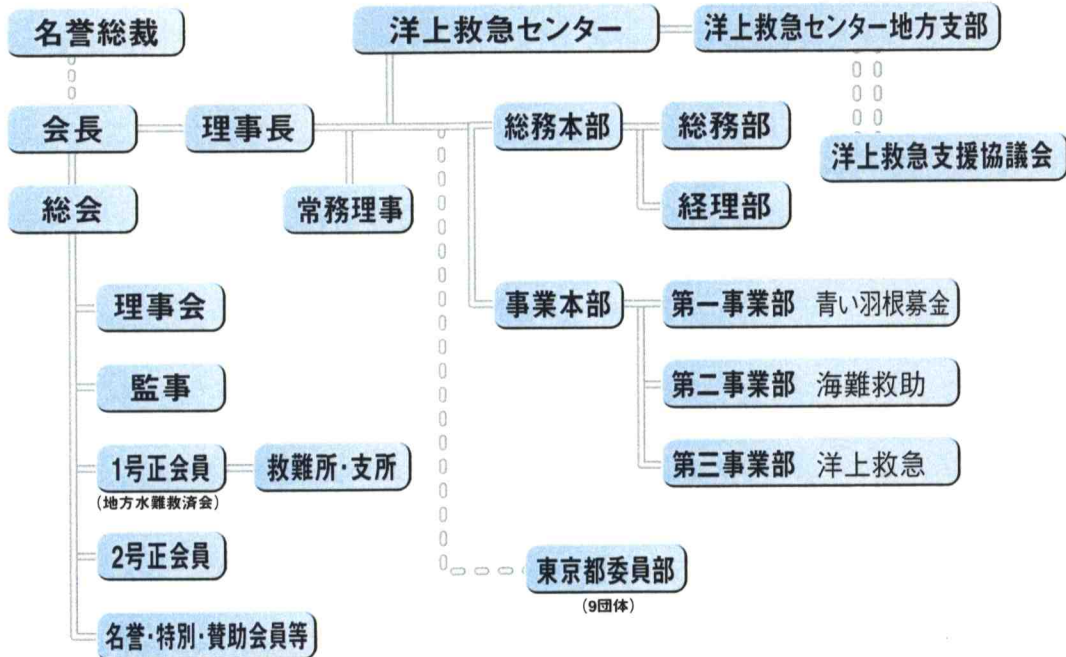 名誉総裁
洋上救急センター
洋上救急センター地方支部
会長
理事長
総務本部
総務部
洋上救急支援協議会
総会
常務理事
経理部
理事会
事業本部
第一事業部 青い羽根募金
監事
第二事業部 海難救助
1号正会員
(地方水難救済会)
救難所・支所
第三事業部 洋上救急
2号正会員
東京都委員部
(9団体)
名誉・特別・賛助会員等